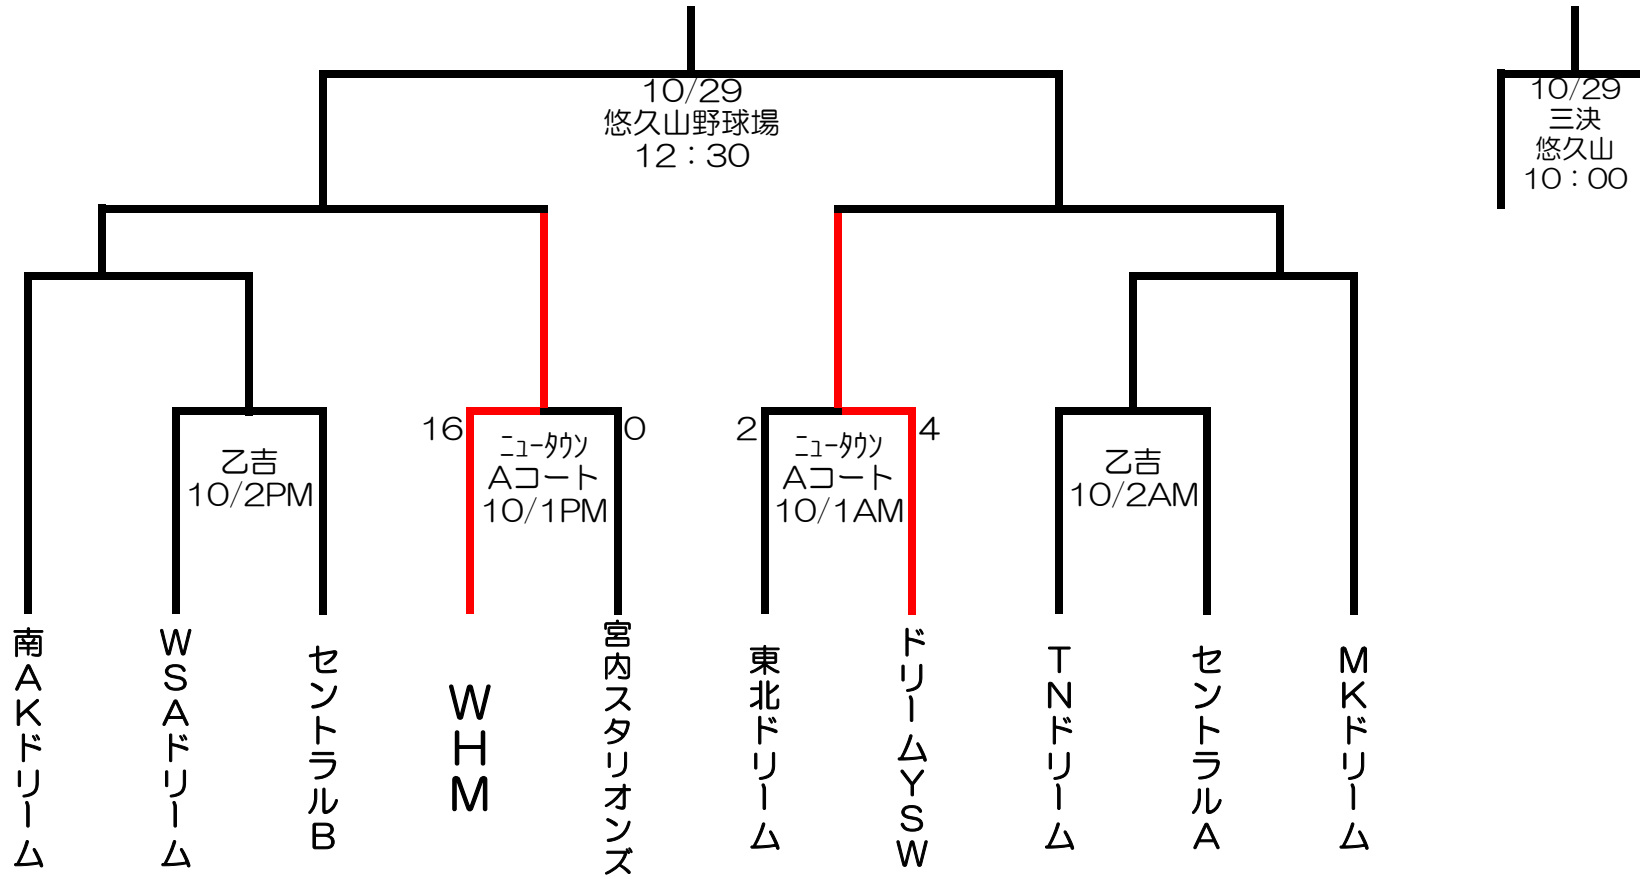 10/29
悠久山野球場
12：30
10/29
三決
悠久山
10：00
16
0
2
4
乙吉
10/2PM
ﾆｭｰﾀｳﾝ
Aコート
10/1PM
ﾆｭｰﾀｳﾝ
Aコート
10/1AM
乙吉
10/2AM
南AKドリーム
WSAドリーム
セントラルB
WHM
宮内スタリオンズ
東北ドリーム
ドリームYSW
TNドリーム
セントラルA
MKドリーム